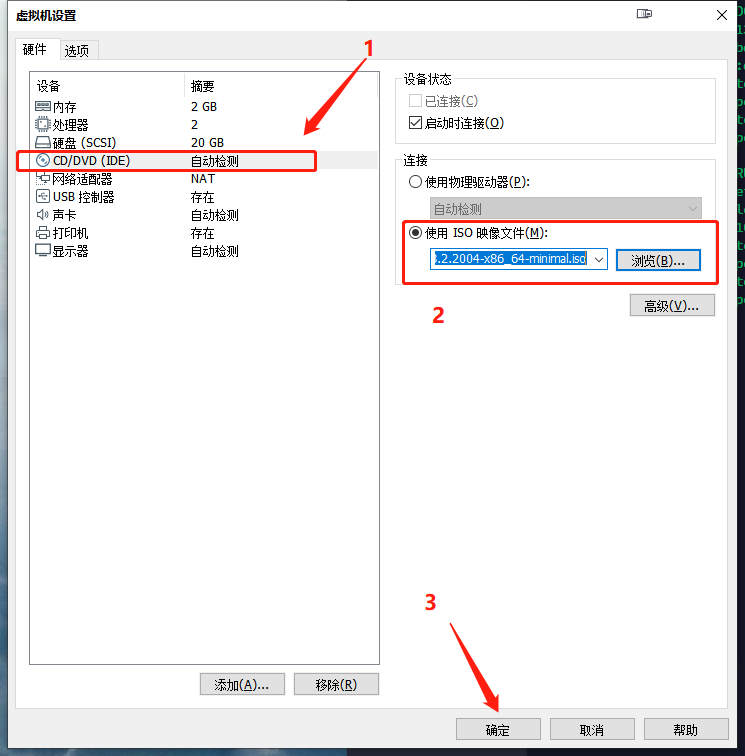 虚拟机设置
硬件 选项
1
设备 摘要
内存 2 GB
处理器 2
硬盘 (SCSI) 20 GB
CD/DVD (IDE) 自动检测
网络适配器 NAT
USB 控制器 存在
声卡 自动检测
打印机 存在
显示器 自动检测
添加(A)... 移除(R)
设备状态
已连接(C)
启动时连接(O)
连接
使用物理驱动器(P):
自动检测
使用 ISO 映像文件(M):
.2.2004-x86_64-minimal.iso 浏览(B)...
2
高级(V)...
3
确定 取消 帮助